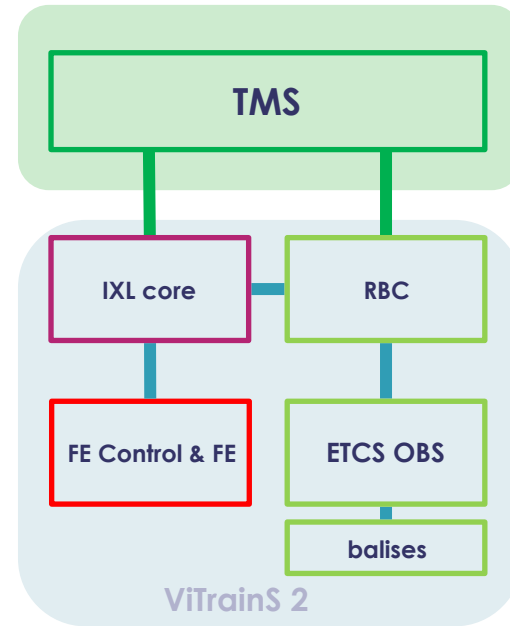 TMS
IXL core
RBC
FE Control & FE
ETCS OBS
balises
ViTrainS 2